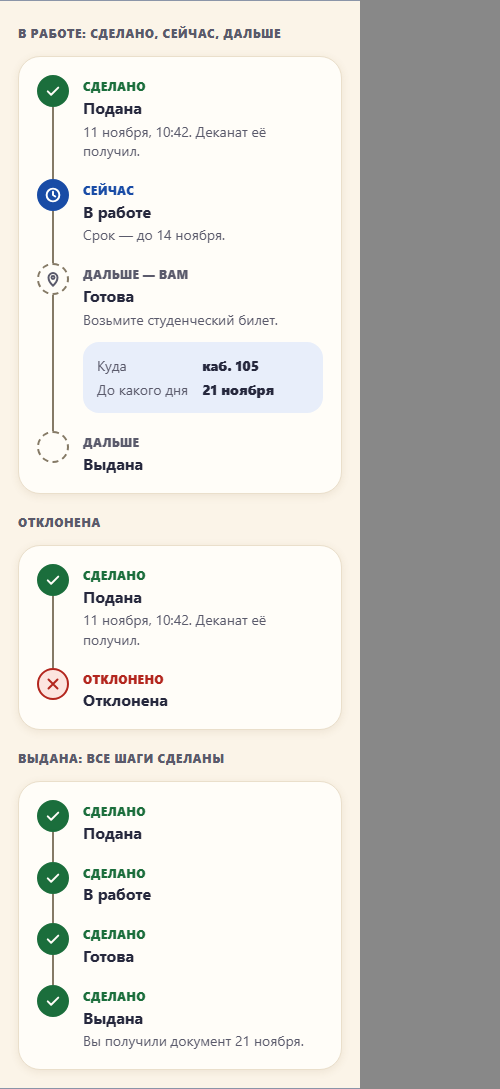 В РАБОТЕ: СДЕЛАНО, СЕЙЧАС, ДАЛЬШЕ
СДЕЛАНО
Подана
11 ноября, 10:42. Деканат её
получил.
СЕЙЧАС
В работе
Срок — до 14 ноября.
ДАЛЬШЕ — ВАМ
Готова
Возьмите студенческий билет.
Куда каб. 105
До какого дня 21 ноября
ДАЛЬШЕ
Выдана
ОТКЛОНЕНА
СДЕЛАНО
Подана
11 ноября, 10:42. Деканат её
получил.
ОТКЛОНЕНО
Отклонена
ВЫДАНА: ВСЕ ШАГИ СДЕЛАНЫ
СДЕЛАНО
Подана
СДЕЛАНО
В работе
СДЕЛАНО
Готова
СДЕЛАНО
Выдана
Вы получили документ 21 ноября.